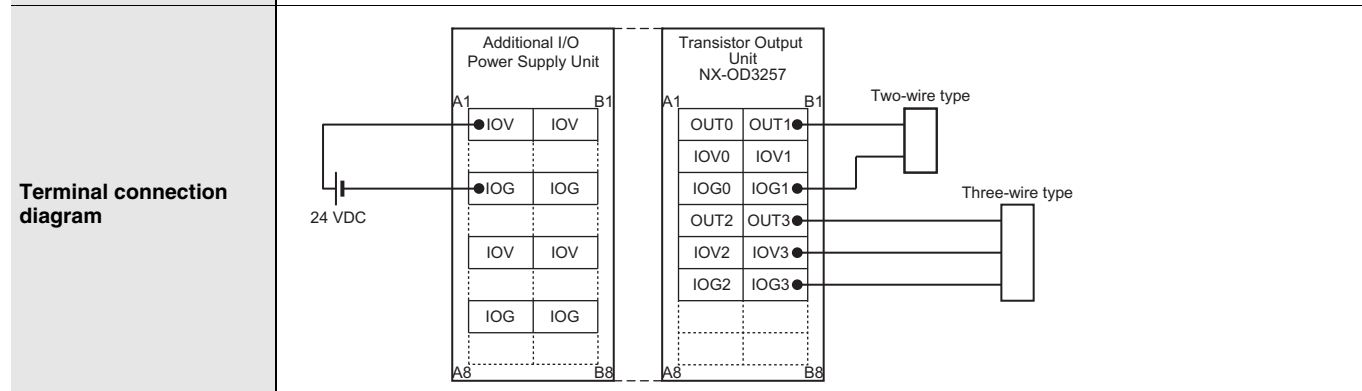 Terminal connection
diagram
Additional I/O
Power Supply Unit
A1 B1
IOV IOV
IOG IOG
IOV IOV
IOG IOG
A8 B8
24 VDC
Transistor Output
Unit
NX-OD3257
A1 B1
OUT0 OUT1
IOV0 IOV1
IOG0 IOG1
OUT2 OUT3
IOV2 IOV3
IOG2 IOG3
A8 B8
Two-wire type
Three-wire type